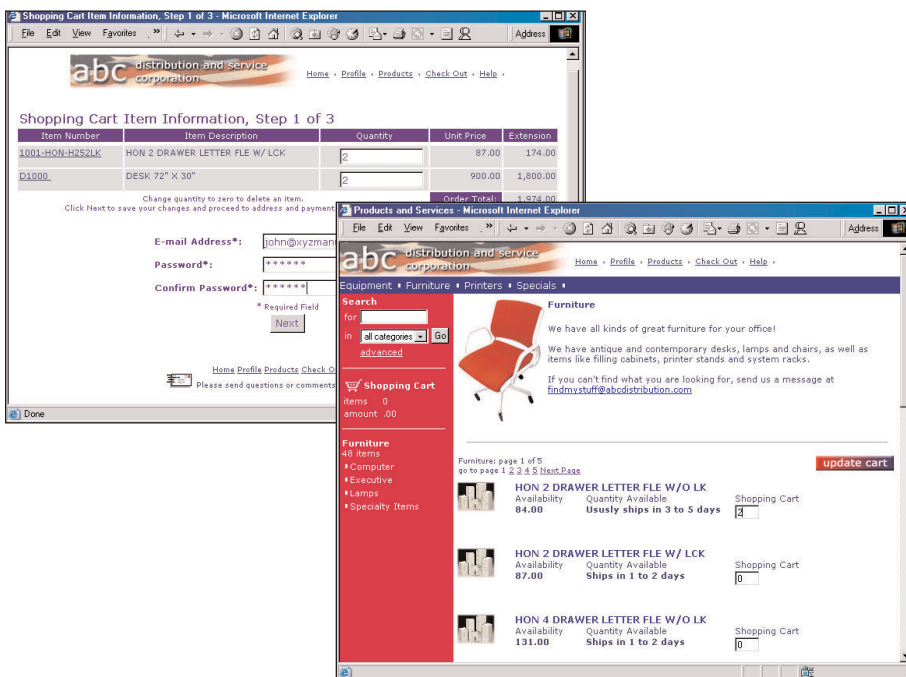 Shopping Cart Item Information, Step 1 of 3 - Microsoft Internet Explorer
File Edit View Favorites » Address
abc distribution and service corporation
Home • Profile • Products • Check Out • Help •
Shopping Cart Item Information, Step 1 of 3
Item Number Item Description Quantity Unit Price Extension
1001-HON-H252LK HON 2 DRAWER LETTER FLE W/ LCK 2 87.00 174.00
D1000 DESK 72" X 30" 2 900.00 1,800.00
Change quantity to zero to delete an item. Order Total: 1,974.00
Click Next to save your changes and proceed to address and payment
E-mail Address*: john@xyzman
Password*: ******
Confirm Password*: ******
* Required Field
Next
Home Profile Products Check O
Please send questions or comments
Done
Products and Services - Microsoft Internet Explorer
File Edit View Favorites » Address
abc distribution and service corporation
Home • Profile • Products • Check Out • Help •
Equipment Furniture Printers Specials
Search
for
in all categories Go
advanced
Shopping Cart
items 0
amount .00
Furniture
48 items
Computer
Executive
Lamps
Specialty Items
Furniture
We have all kinds of great furniture for your office!
We have antique and contemporary desks, lamps and chairs, as well as
items like filling cabinets, printer stands and system racks.
If you can't find what you are looking for, send us a message at
findmystuff@abcdistribution.com
Furniture: page 1 of 5
go to page 1 2 3 4 5 Next Page
update cart
HON 2 DRAWER LETTER FLE W/O LK
Availability Quantity Available Shopping Cart
84.00 Ususly ships in 3 to 5 days 2
HON 2 DRAWER LETTER FLE W/ LCK
Availability Quantity Available Shopping Cart
87.00 Ships in 1 to 2 days 0
HON 4 DRAWER LETTER FLE W/O LK
Availability Quantity Available Shopping Cart
131.00 Ships in 1 to 2 days 0